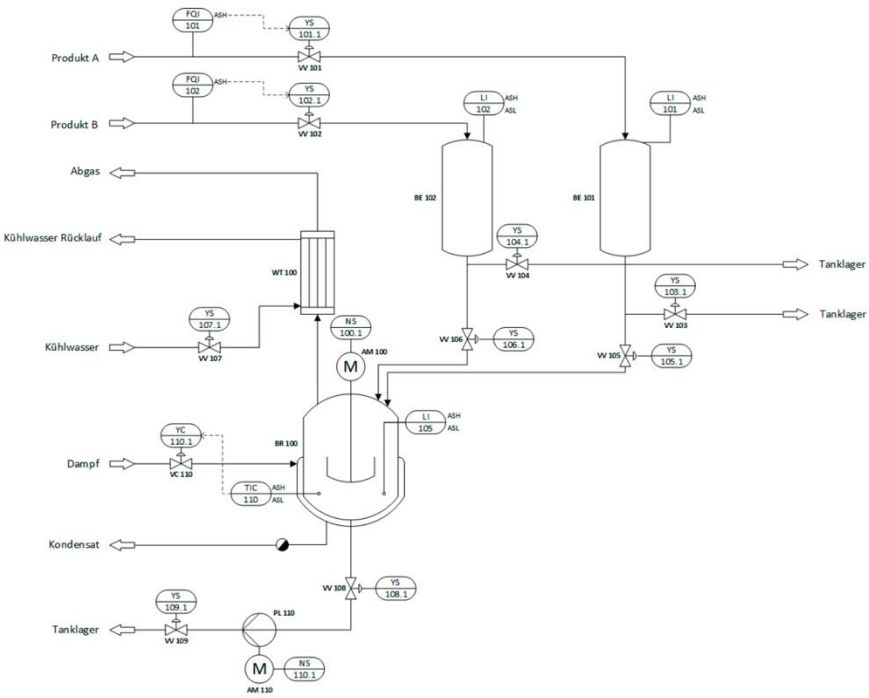 FQI ASH
101
YS
101.1
Produkt A
VV 101
FQI ASH
102
YS
102.1
Produkt B
VV 102
LI ASH
102 ASL
LI ASH
101 ASL
Abgas
BE 102
BE 101
Kühlwasser Rücklauf
WT 100
YS
104.1
VV 104
Tanklager
YS
103.1
VV 103
Tanklager
YS
107.1
Kühlwasser
VV 107
NS
100.1
AM 100
M
VV 106
YS
106.1
VV 105
YS
105.1
YC
110.1
BR 100
LI ASH
105 ASL
Dampf
VC 110
TIC ASH
110 ASL
Kondensat
VV 108
YS
108.1
YS
109.1
PL 110
Tanklager
VV 109
M
NS
110.1
AM 110